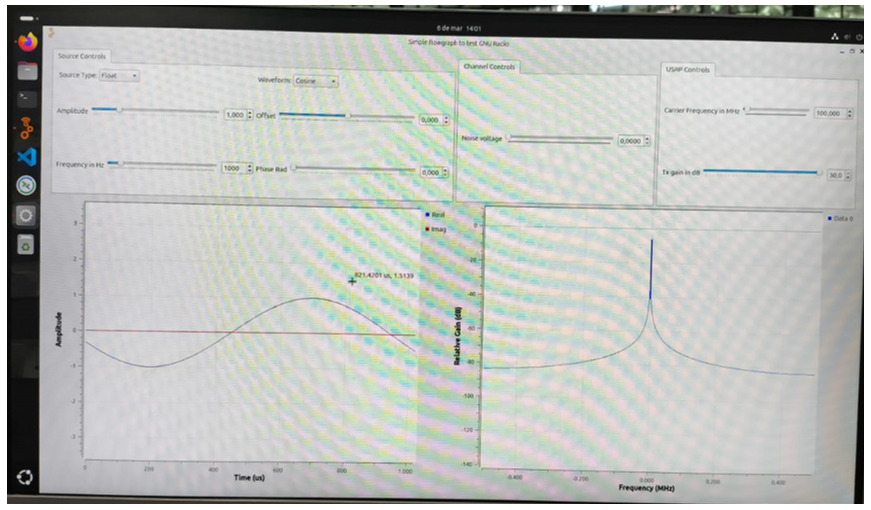 6 de mar 14:01
Simple flowgraph to test GNU Radio
Source Controls
Source Type: Float
Waveform: Cosine
Amplitude
1,000
Offset
0,000
Frequency in Hz
1000
Phase Rad
0,000
Channel Controls
Noise voltage
0,0000
USRP Controls
Carrier Frequency in MHz
100,000
Tx gain in dB
30,0
Real
Imag
821.4201 us, 1.5139
Amplitude
3
2
1
0
-1
-2
-3
0
200
400
600
800
1.000
Time (us)
Data 0
Relative Gain (dB)
0
-20
-40
-60
-80
-100
-120
-140
-0.400
-0.200
0.000
0.200
0.400
Frequency (MHz)